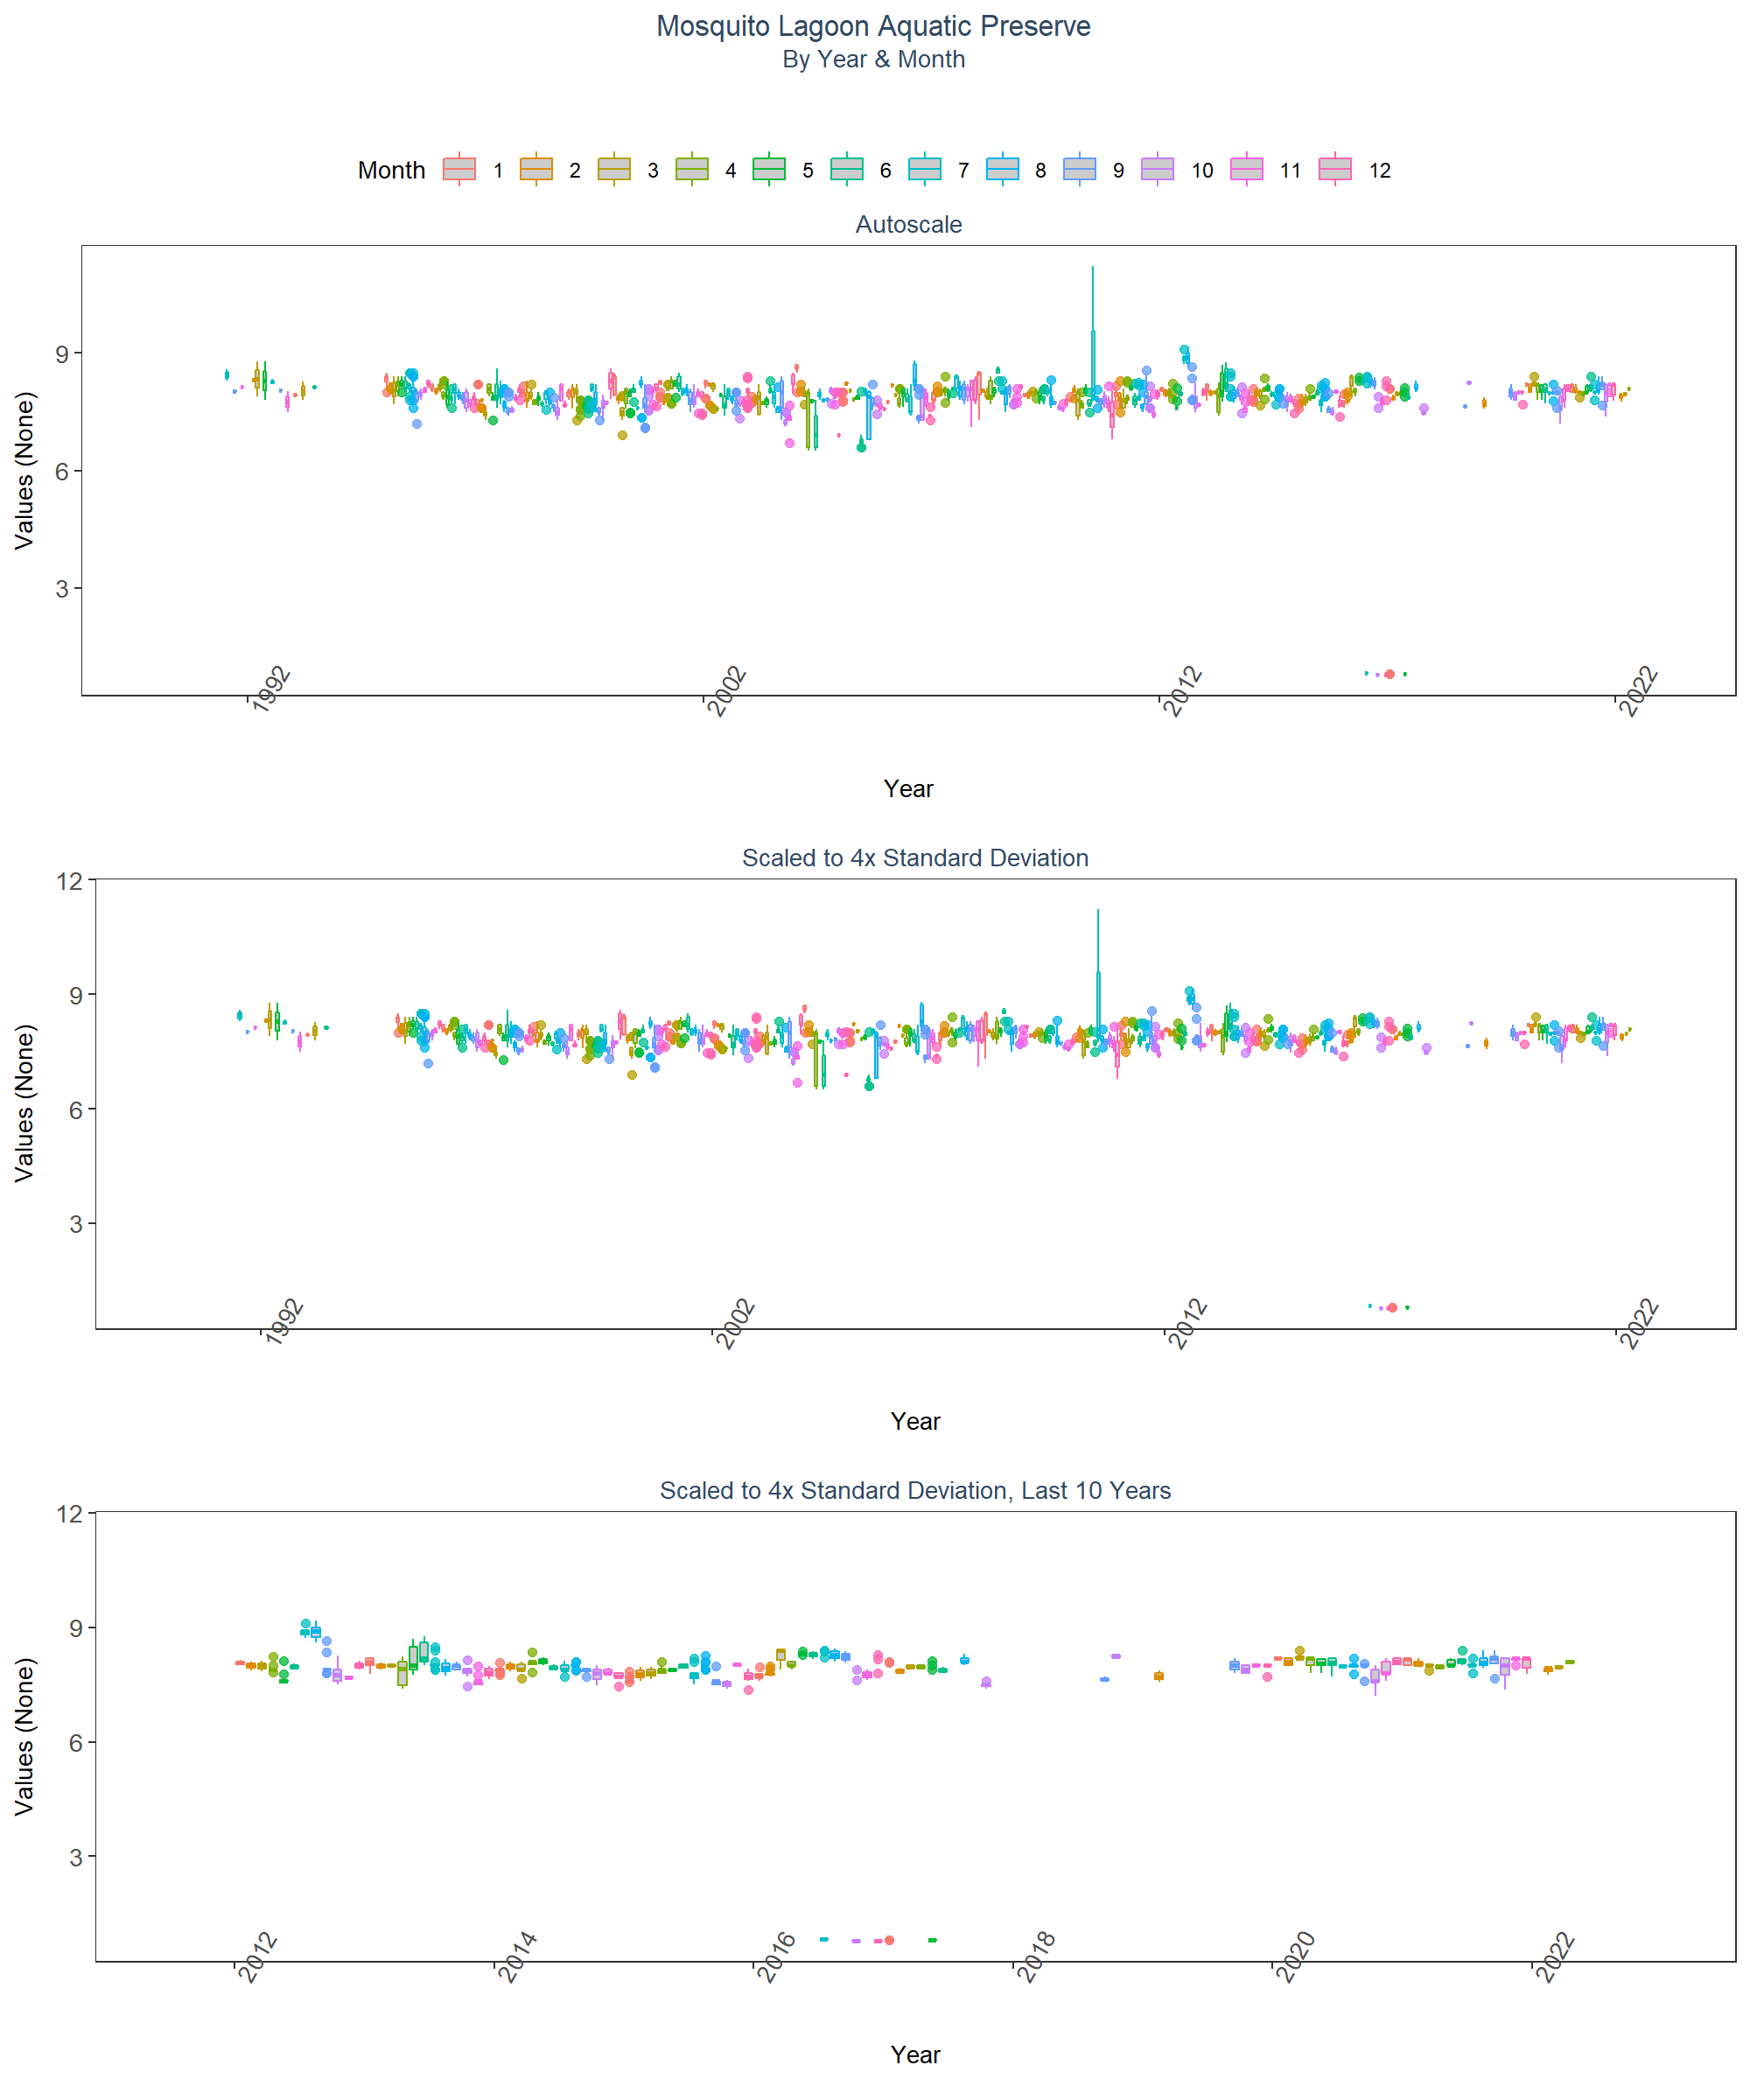 Mosquito Lagoon Aquatic Preserve
By Year & Month
Month 1 2 3 4 5 6 7 8 9 10 11 12
Autoscale
Values (None)
9
6
3
1992 2002 2012 2022
Year
Scaled to 4x Standard Deviation
Values (None)
12
9
6
3
1992 2002 2012 2022
Year
Scaled to 4x Standard Deviation, Last 10 Years
Values (None)
12
9
6
3
2012 2014 2016 2018 2020 2022
Year